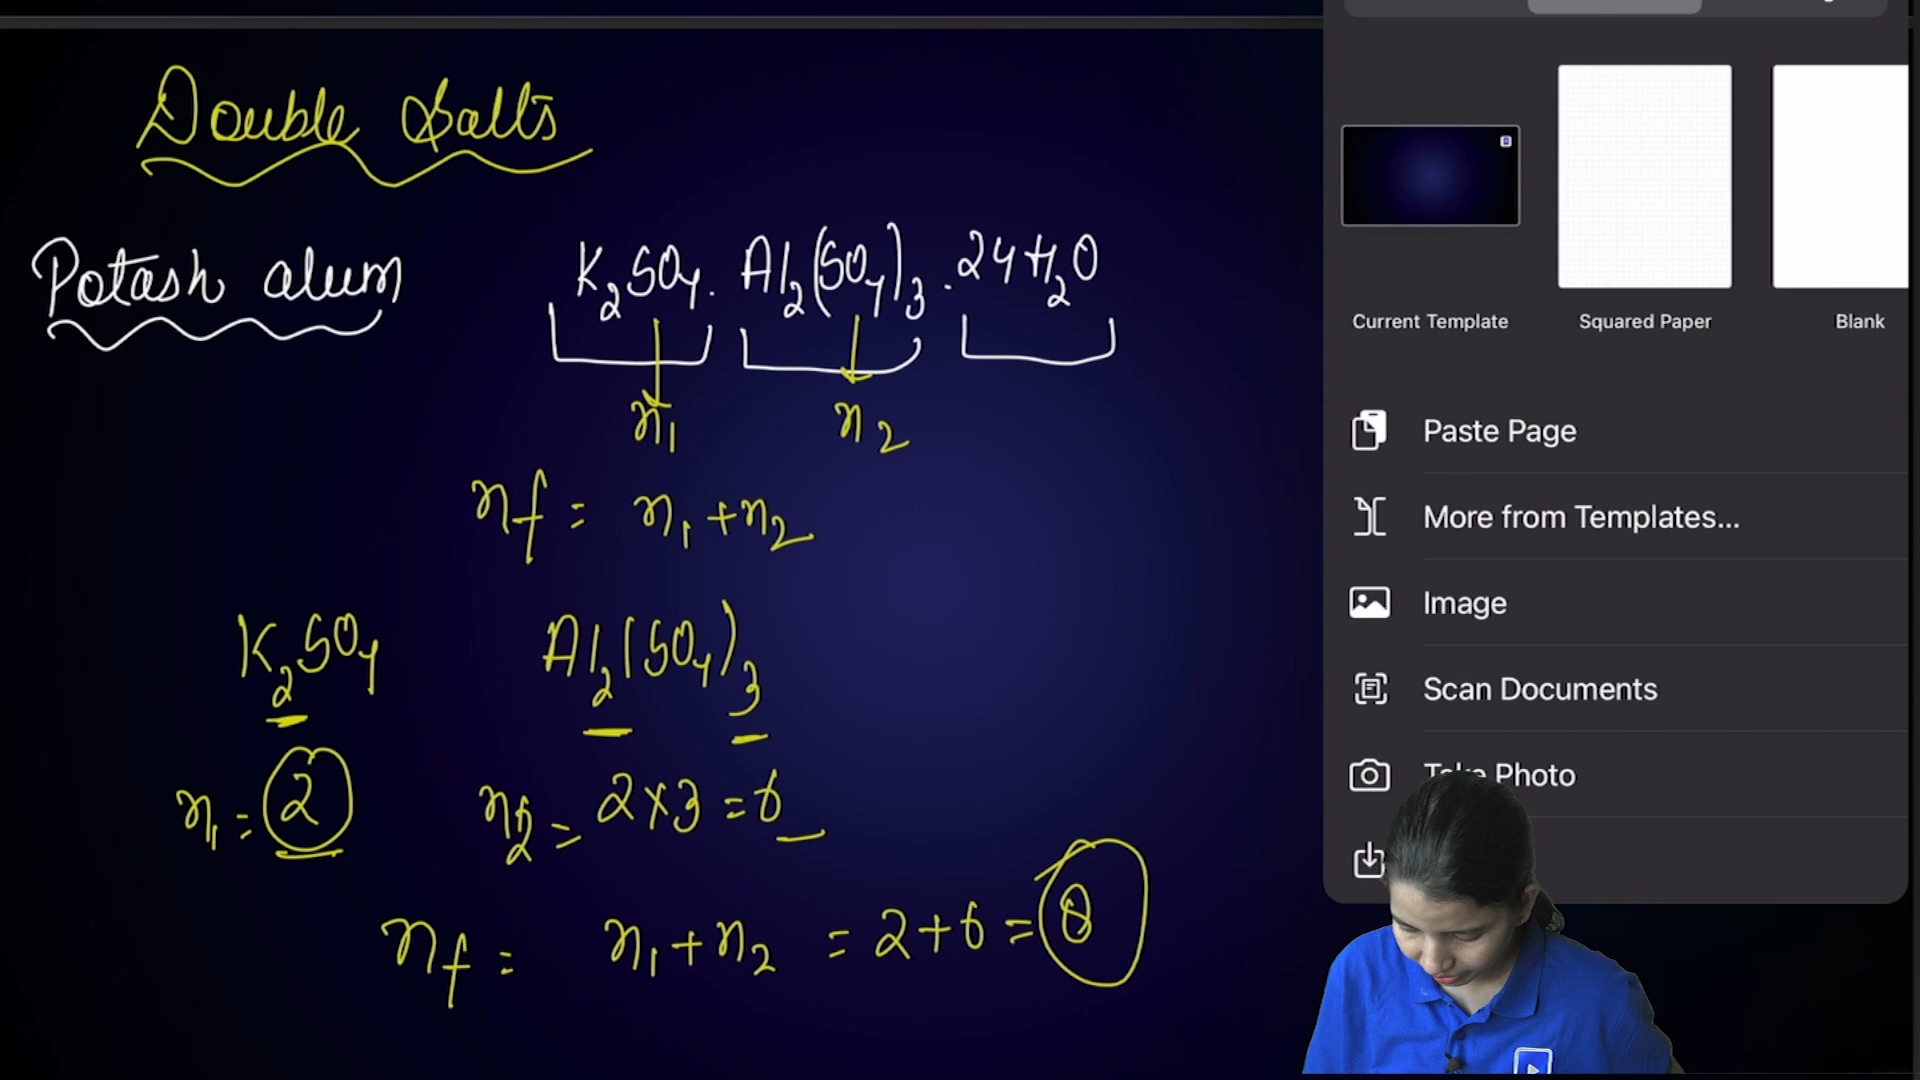 Double Salts
Potash alum K₂SO₄. Al₂(SO₄)₃.24H₂O
n₁ n₂
nf = n₁+n₂
K₂SO₄ Al₂(SO₄)₃
n₁ = 2 n₂ = 2×3 = 6
nf = n₁+n₂ = 2+6 = 8
Current Template
Squared Paper
Blank
Paste Page
More from Templates...
Image
Scan Documents
Take Photo